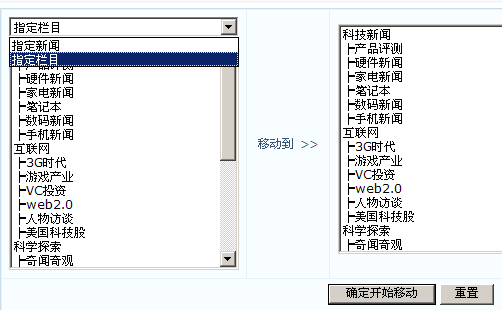 指定栏目
指定新闻
指定栏目
├产品评测
├硬件新闻
├家电新闻
├笔记本
├数码新闻
├手机新闻
互联网
├3G时代
├游戏产业
├VC投资
├web2.0
├人物访谈
├美国科技股
科学探索
├奇闻奇观
移动到 >>
科技新闻
├产品评测
├硬件新闻
├家电新闻
├笔记本
├数码新闻
├手机新闻
互联网
├3G时代
├游戏产业
├VC投资
├web2.0
├人物访谈
├美国科技股
科学探索
├奇闻奇观
确定开始移动
重置